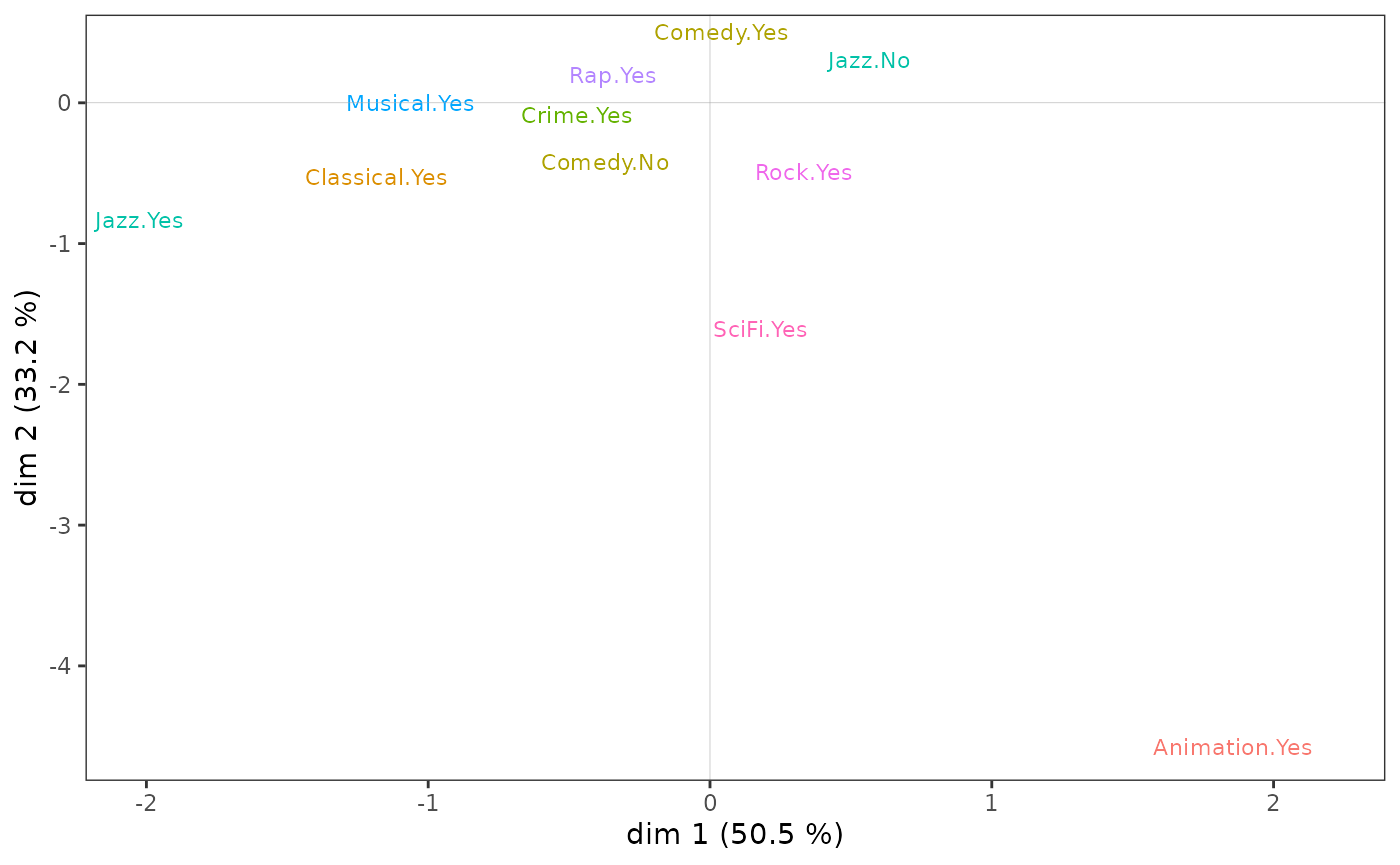 Comedy.Yes
Jazz.No
Rap.Yes
Musical.Yes
Crime.Yes
Comedy.No
Rock.Yes
Classical.Yes
Jazz.Yes
SciFi.Yes
Animation.Yes
0
-1
-2
-3
-4
dim 2 (33.2 %)
-2 -1 0 1 2
dim 1 (50.5 %)